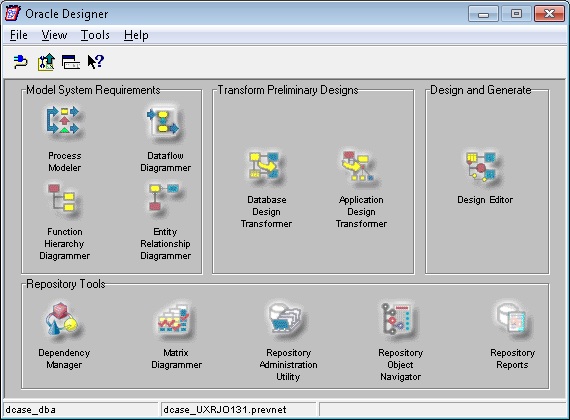 Oracle Designer
File View Tools Help
Model System Requirements
Transform Preliminary Designs
Design and Generate
Process
Modeler
Dataflow
Diagrammer
Function
Hierarchy
Diagrammer
Entity
Relationship
Diagrammer
Database
Design
Transformer
Application
Design
Transformer
Design Editor
Repository Tools
Dependency
Manager
Matrix
Diagrammer
Repository
Administration
Utility
Repository
Object
Navigator
Repository
Reports
dcase_dba
dcase_UXRJO131.prevnet